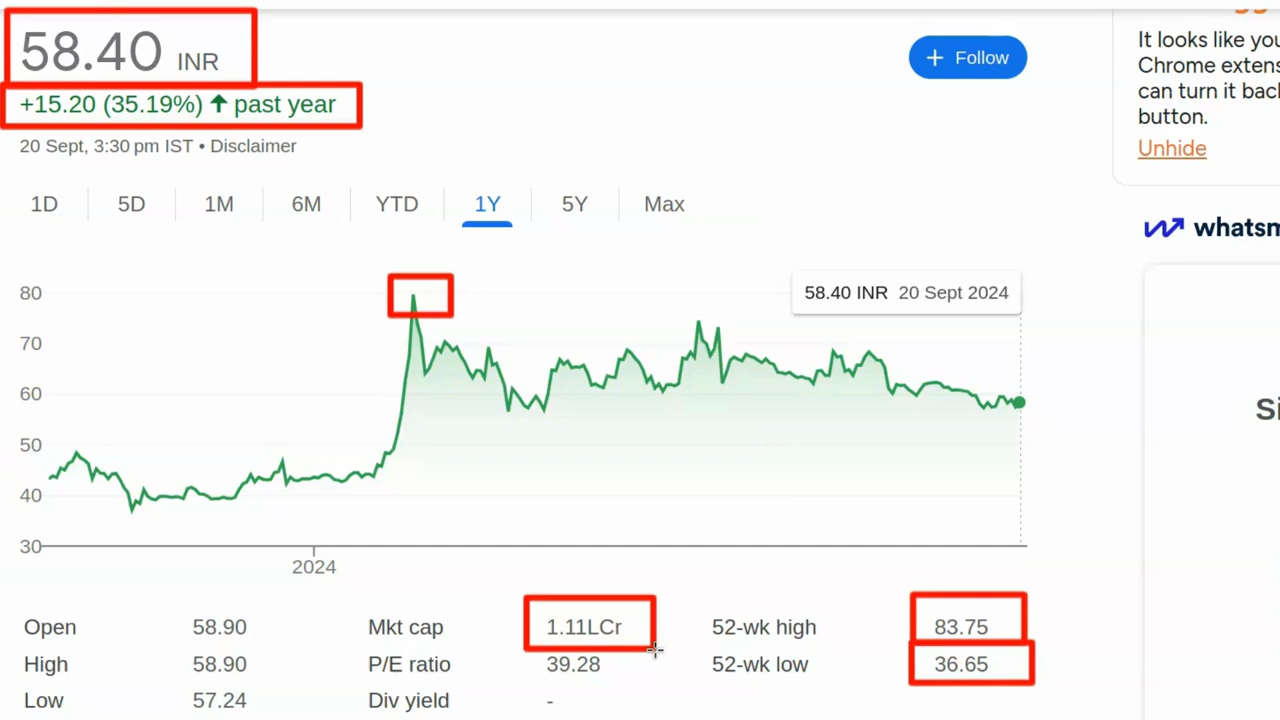 58.40 INR
+15.20 (35.19%) ↑ past year
20 Sept, 3:30 pm IST • Disclaimer
+ Follow
1D 5D 1M 6M YTD 1Y 5Y Max
58.40 INR 20 Sept 2024
80
70
60
50
40
30
2024
Open 58.90 Mkt cap 1.11LCr 52-wk high 83.75
High 58.90 P/E ratio 39.28 52-wk low 36.65
Low 57.24 Div yield -
It looks like you
Chrome extens
can turn it back
button.
Unhide
whatsm
Si